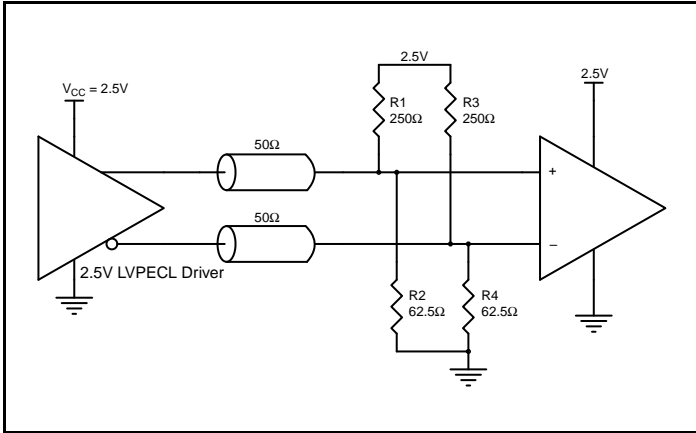 2.5V
V_CC = 2.5V
2.5V
R1
250Ω
R3
250Ω
50Ω
+
50Ω
–
2.5V LVPECL Driver
R2
62.5Ω
R4
62.5Ω